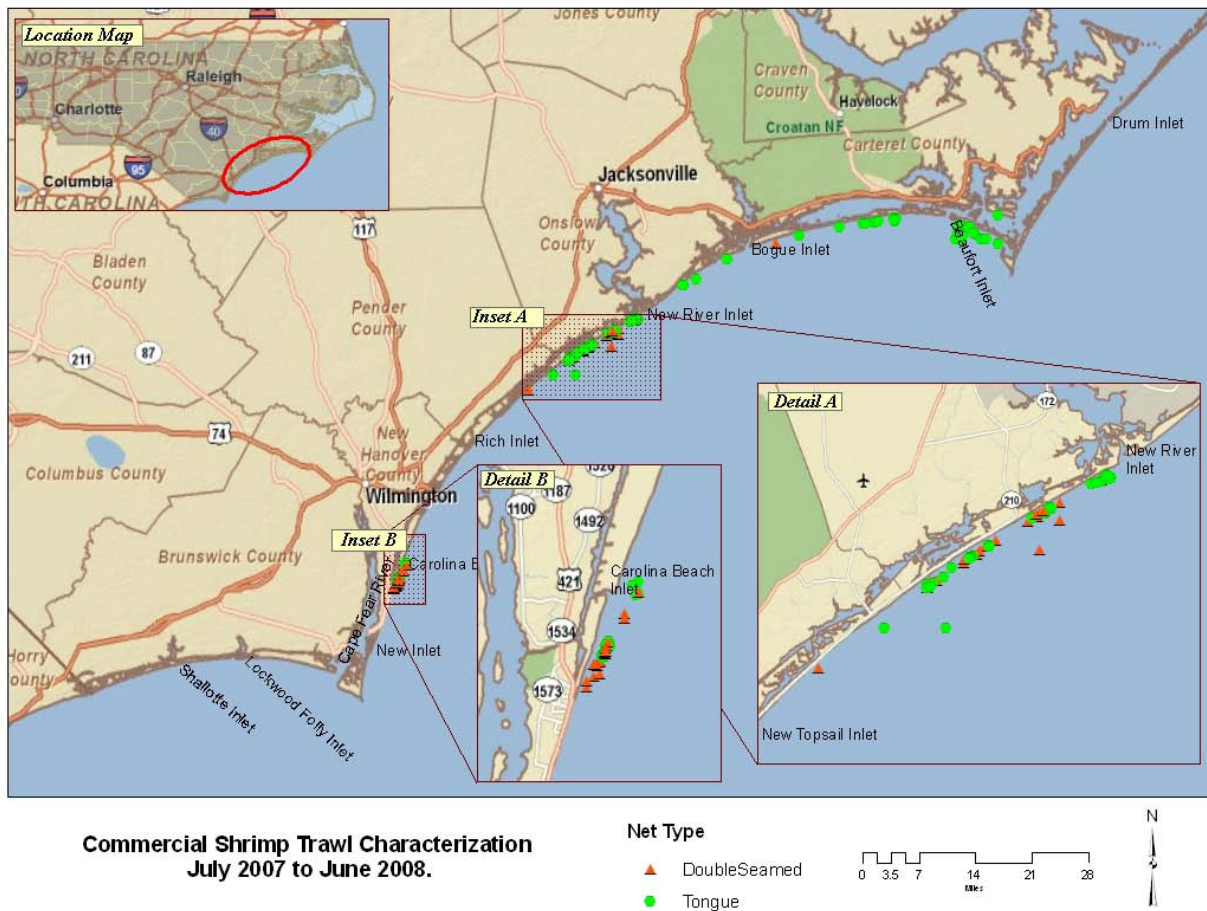 Location Map
NORTH CAROLINA
Raleigh
Charlotte
40
95
Columbia
Jones County
Craven
County
Havelock
Croatan NF
Carteret County
Drum Inlet
Jacksonville
Onslow
County
117
Bladen
County
Pender
County
Bogue Inlet
Beaufort Inlet
New River Inlet
Inset A
211
87
74
Columbus County
New
Hanover
County
Wilmington
Rich Inlet
Inset B
Brunswick County
Carolina B
Cape Fear River
New Inlet
Horry
County
Shallotte Inlet
Lockwood Folly Inlet
Detail B
1187
1100
1492
421
Carolina Beach
Inlet
1534
1573
Detail A
172
New River
Inlet
210
New Topsail Inlet
Commercial Shrimp Trawl Characterization
July 2007 to June 2008.
Net Type
DoubleSeamed
Tongue
0 3.5 7 14 21 28
Miles
N